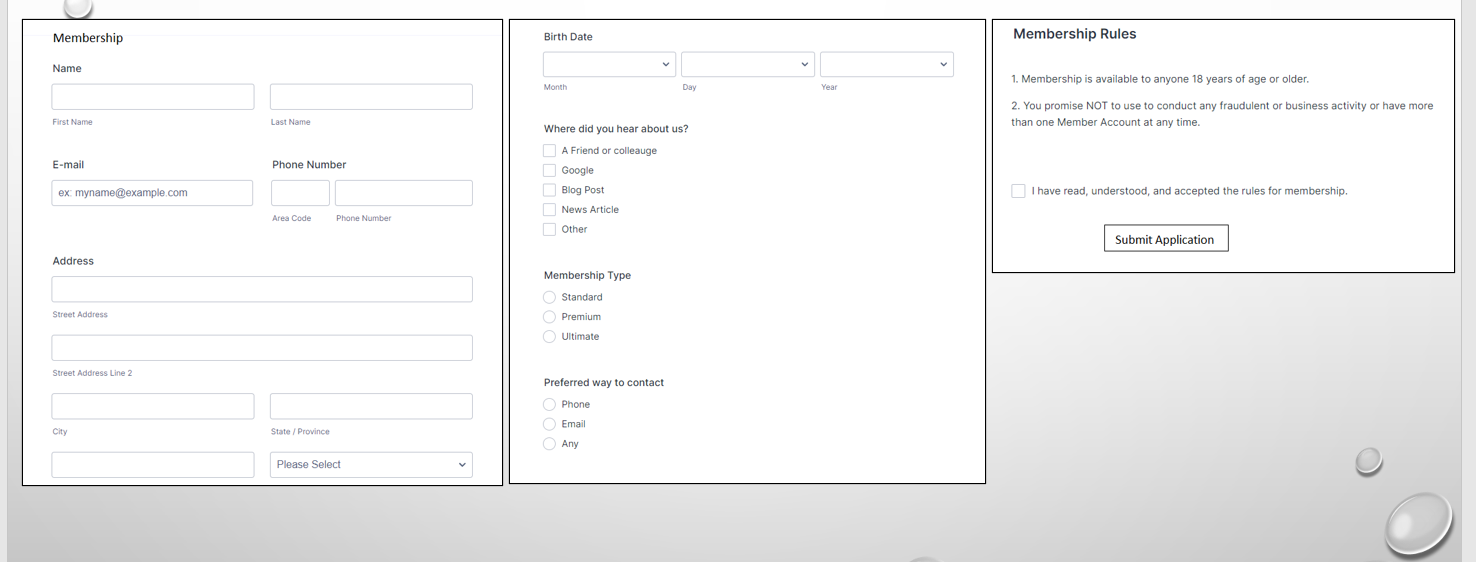 Membership
Name
First Name
Last Name
E-mail
Phone Number
ex: myname@example.com
Area Code
Phone Number
Address
Street Address
Street Address Line 2
City
State / Province
Please Select
Birth Date
Month
Day
Year
Where did you hear about us?
A Friend or colleauge
Google
Blog Post
News Article
Other
Membership Type
Standard
Premium
Ultimate
Preferred way to contact
Phone
Email
Any
Membership Rules
1. Membership is available to anyone 18 years of age or older.
2. You promise NOT to use to conduct any fraudulent or business activity or have more
than one Member Account at any time.
I have read, understood, and accepted the rules for membership.
Submit Application